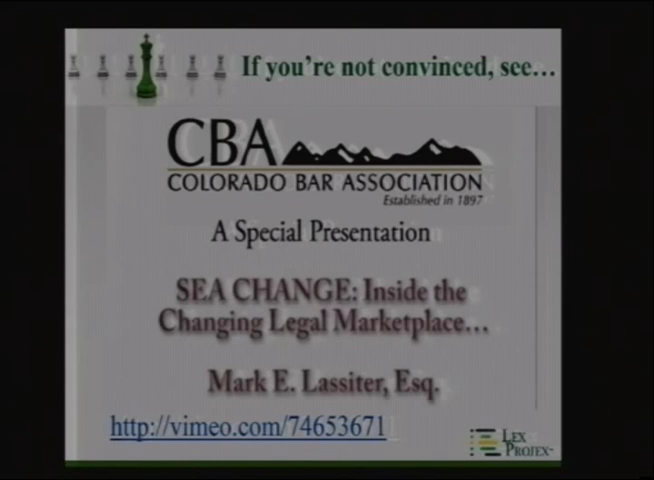 If you're not convinced, see…
CBA
COLORADO BAR ASSOCIATION
Established in 1897
A Special Presentation
SEA CHANGE: Inside the
Changing Legal Marketplace…
Mark E. Lassiter, Esq.
http://vimeo.com/74653671
LEX
PROJEX™